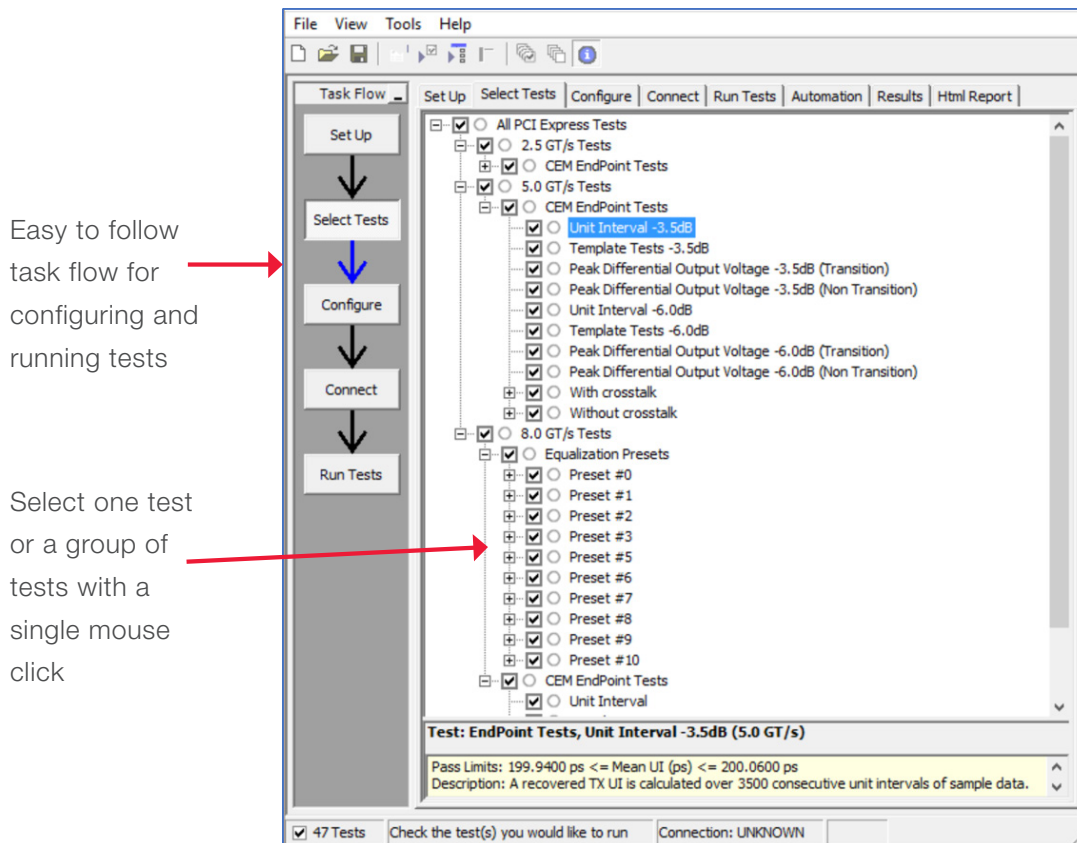 File View Tools Help
Task Flow
Set Up
Select Tests
Configure
Connect
Run Tests
Set Up Select Tests Configure Connect Run Tests Automation Results Html Report
All PCI Express Tests
2.5 GT/s Tests
CEM EndPoint Tests
5.0 GT/s Tests
CEM EndPoint Tests
Unit Interval -3.5dB
Template Tests -3.5dB
Peak Differential Output Voltage -3.5dB (Transition)
Peak Differential Output Voltage -3.5dB (Non Transition)
Unit Interval -6.0dB
Template Tests -6.0dB
Peak Differential Output Voltage -6.0dB (Transition)
Peak Differential Output Voltage -6.0dB (Non Transition)
With crosstalk
Without crosstalk
8.0 GT/s Tests
Equalization Presets
Preset #0
Preset #1
Preset #2
Preset #3
Preset #5
Preset #6
Preset #7
Preset #8
Preset #9
Preset #10
CEM EndPoint Tests
Unit Interval
Test: EndPoint Tests, Unit Interval -3.5dB (5.0 GT/s)
Pass Limits: 199.9400 ps <= Mean UI (ps) <= 200.0600 ps
Description: A recovered TX UI is calculated over 3500 consecutive unit intervals of sample data.
47 Tests Check the test(s) you would like to run Connection: UNKNOWN
Easy to follow
task flow for
configuring and
running tests
Select one test
or a group of
tests with a
single mouse
click